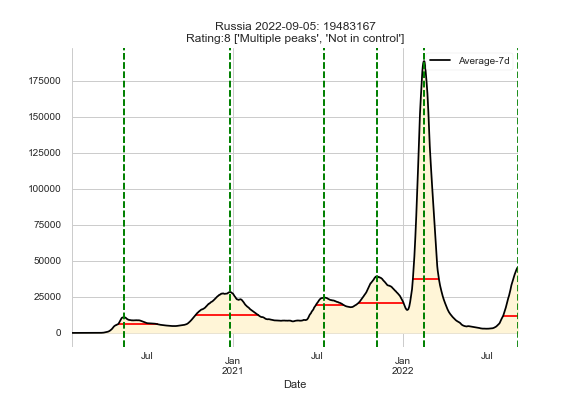 Russia 2022-09-05: 19483167
Rating:8 ['Multiple peaks', 'Not in control']
Average-7d
175000
150000
125000
100000
75000
50000
25000
0
Jul
Jan
2021
Jul
Jan
2022
Jul
Date